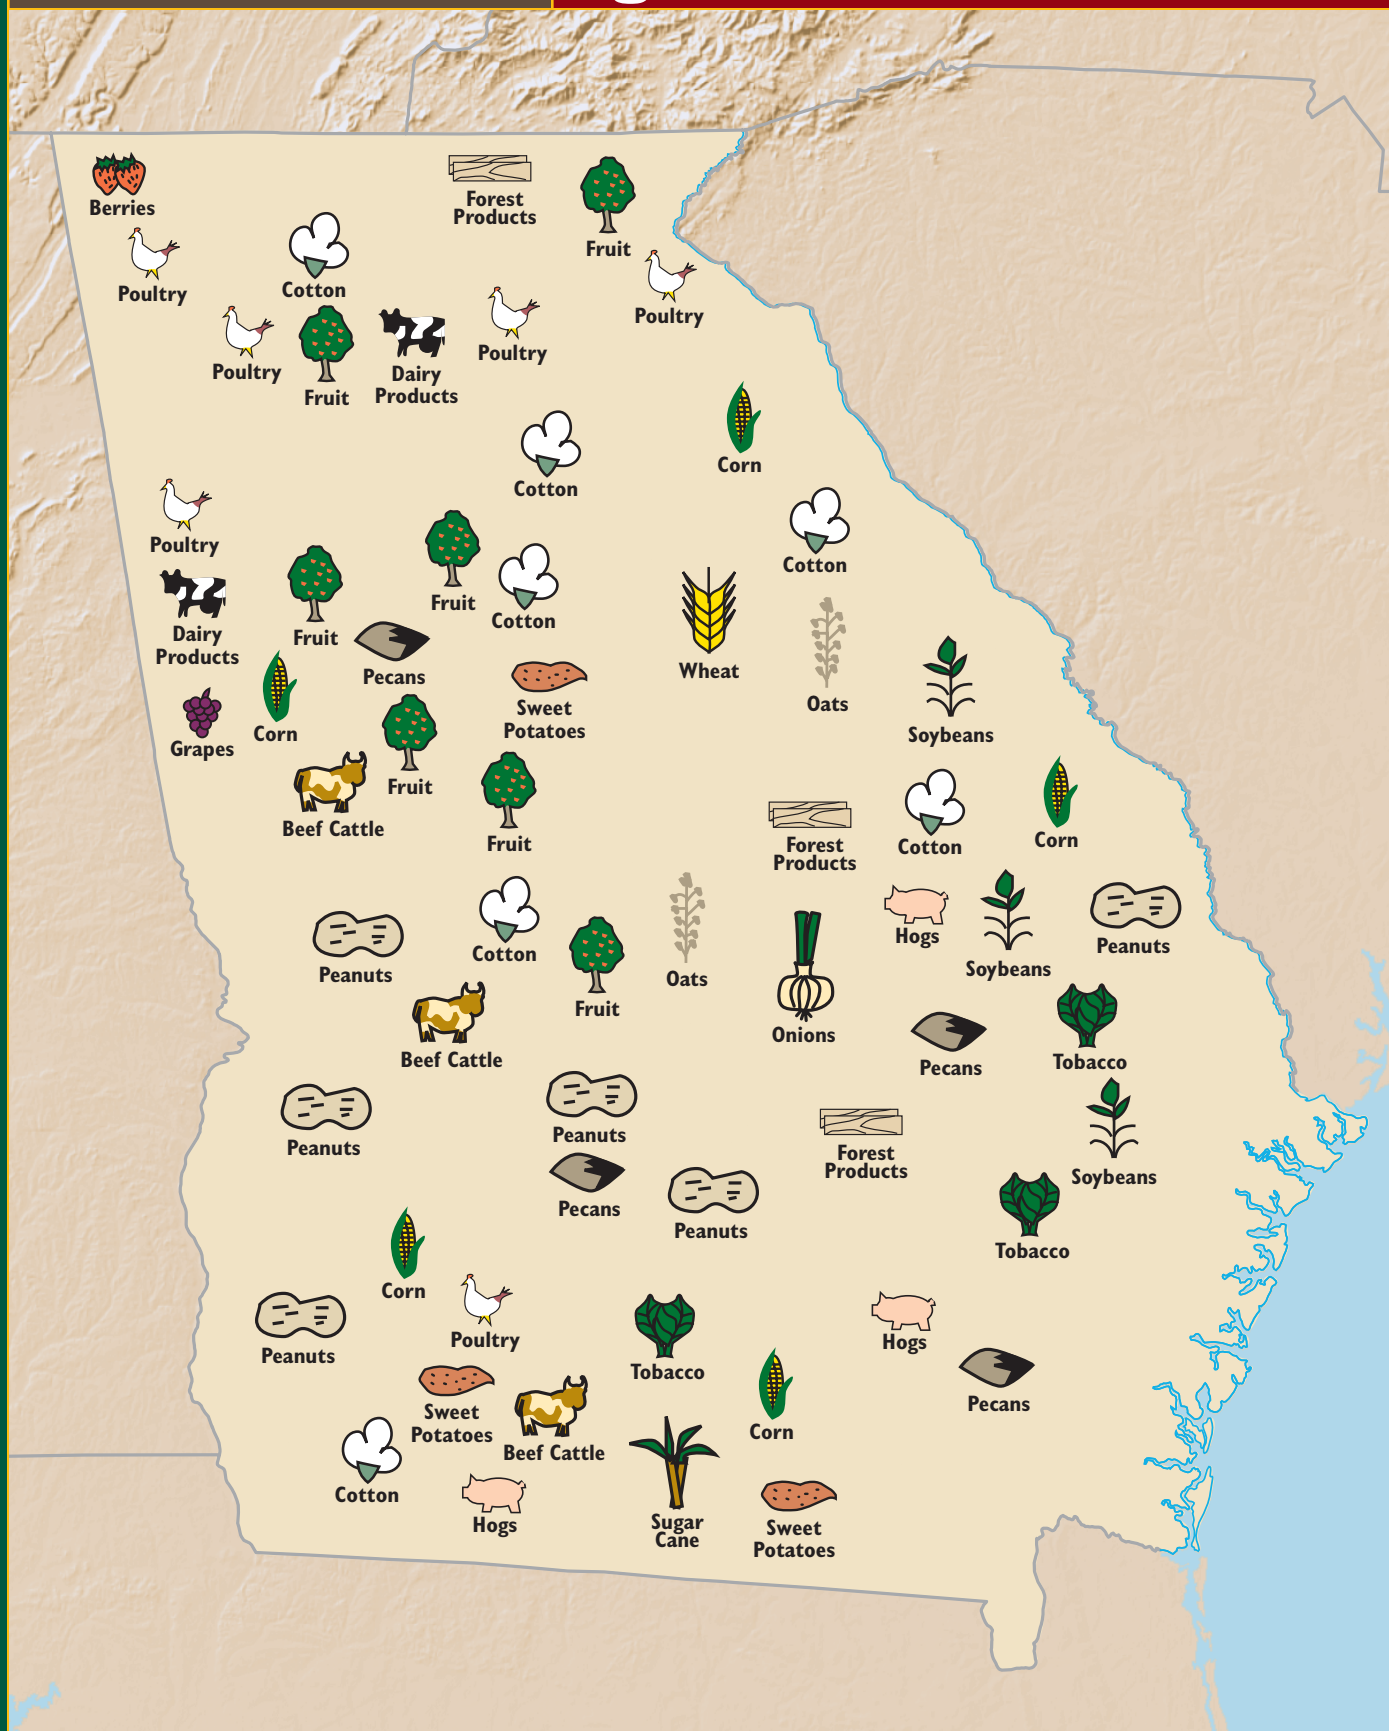 Berries
Forest
Products
Fruit
Poultry
Cotton
Poultry
Poultry
Fruit
Dairy
Products
Poultry
Cotton
Corn
Poultry
Cotton
Fruit
Cotton
Fruit
Dairy
Products
Pecans
Wheat
Oats
Sweet
Potatoes
Soybeans
Grapes
Corn
Fruit
Beef Cattle
Fruit
Forest
Products
Cotton
Corn
Hogs
Peanuts
Soybeans
Peanuts
Cotton
Fruit
Oats
Onions
Beef Cattle
Pecans
Tobacco
Peanuts
Peanuts
Forest
Products
Soybeans
Pecans
Peanuts
Tobacco
Corn
Peanuts
Poultry
Tobacco
Hogs
Pecans
Sweet
Potatoes
Beef Cattle
Corn
Cotton
Hogs
Sugar
Cane
Sweet
Potatoes